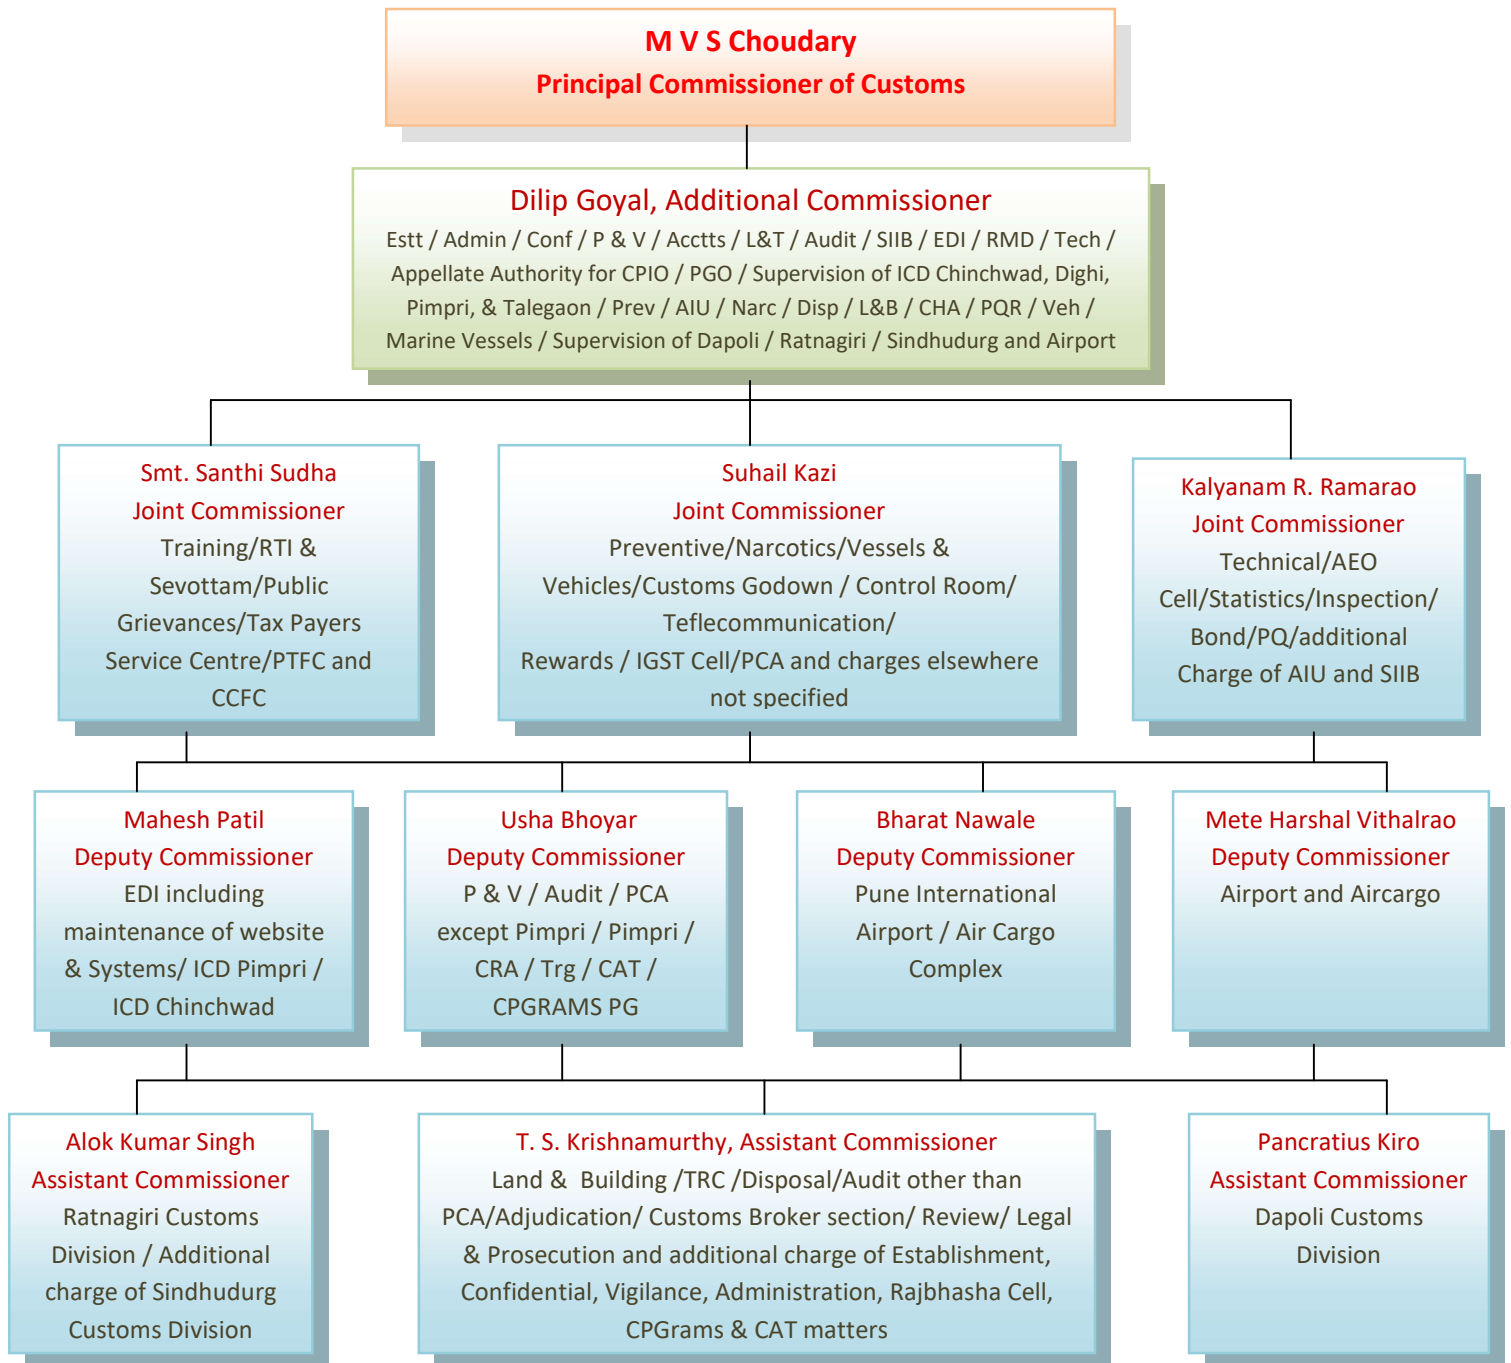 M V S Choudary
Principal Commissioner of Customs
Dilip Goyal, Additional Commissioner
Estt / Admin / Conf / P & V / Acctts / L&T / Audit / SIIB / EDI / RMD / Tech /
Appellate Authority for CPIO / PGO / Supervision of ICD Chinchwad, Dighi,
Pimpri, & Talegaon / Prev / AIU / Narc / Disp / L&B / CHA / PQR / Veh /
Marine Vessels / Supervision of Dapoli / Ratnagiri / Sindhudurg and Airport
Smt. Santhi Sudha
Joint Commissioner
Training/RTI &
Sevottam/Public
Grievances/Tax Payers
Service Centre/PTFC and
CCFC
Suhail Kazi
Joint Commissioner
Preventive/Narcotics/Vessels &
Vehicles/Customs Godown / Control Room/
Teflecommunication/
Rewards / IGST Cell/PCA and charges elsewhere
not specified
Kalyanam R. Ramarao
Joint Commissioner
Technical/AEO
Cell/Statistics/Inspection/
Bond/PQ/additional
Charge of AIU and SIIB
Mahesh Patil
Deputy Commissioner
EDI including
maintenance of website
& Systems/ ICD Pimpri /
ICD Chinchwad
Usha Bhoyar
Deputy Commissioner
P & V / Audit / PCA
except Pimpri / Pimpri /
CRA / Trg / CAT /
CPGRAMS PG
Bharat Nawale
Deputy Commissioner
Pune International
Airport / Air Cargo
Complex
Mete Harshal Vithalrao
Deputy Commissioner
Airport and Aircargo
Alok Kumar Singh
Assistant Commissioner
Ratnagiri Customs
Division / Additional
charge of Sindhudurg
Customs Division
T. S. Krishnamurthy, Assistant Commissioner
Land &  Building /TRC /Disposal/Audit other than
PCA/Adjudication/ Customs Broker section/ Review/ Legal
& Prosecution and additional charge of Establishment,
Confidential, Vigilance, Administration, Rajbhasha Cell,
CPGrams & CAT matters
Pancratius Kiro
Assistant Commissioner
Dapoli Customs
Division